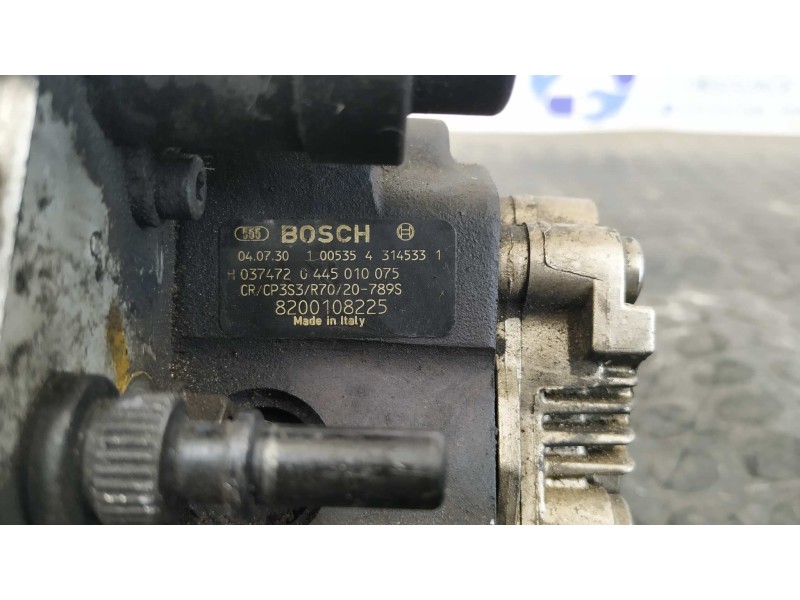 555 BOSCH
04.07.30 1 00535 4 314533 1
H 037472 0 445 010 075
CR/CP3S3/R70/20-789S
8200108225
Made in Italy